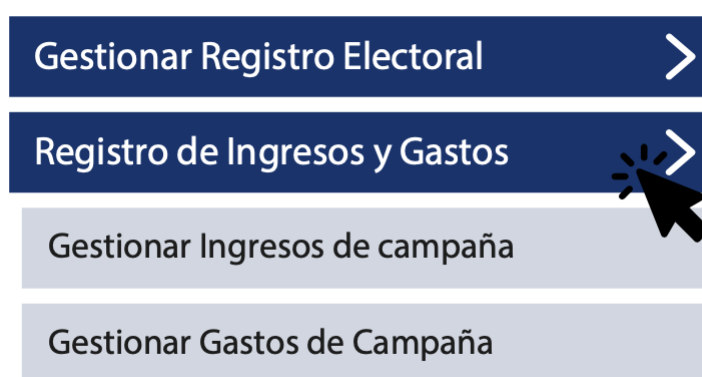 Gestionar Registro Electoral
Registro de Ingresos y Gastos
Gestionar Ingresos de campaña
Gestionar Gastos de Campaña